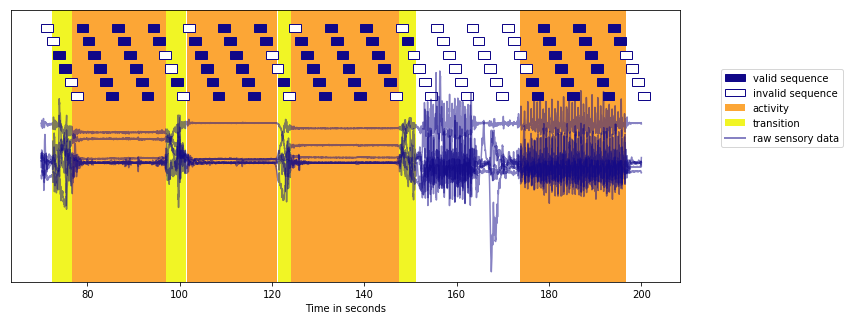 valid sequence
invalid sequence
activity
transition
raw sensory data
80 100 120 140 160 180 200
Time in seconds